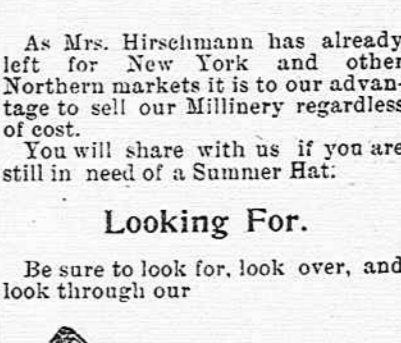 As Mrs. Hirschmann has already
left for New York and other
Northern markets it is to our advan-
tage to sell our Millinery regardless
of cost.
You will share with us if you are
still in need of a Summer Hat:
Looking For.
Be sure to look for, look over, and
look through our